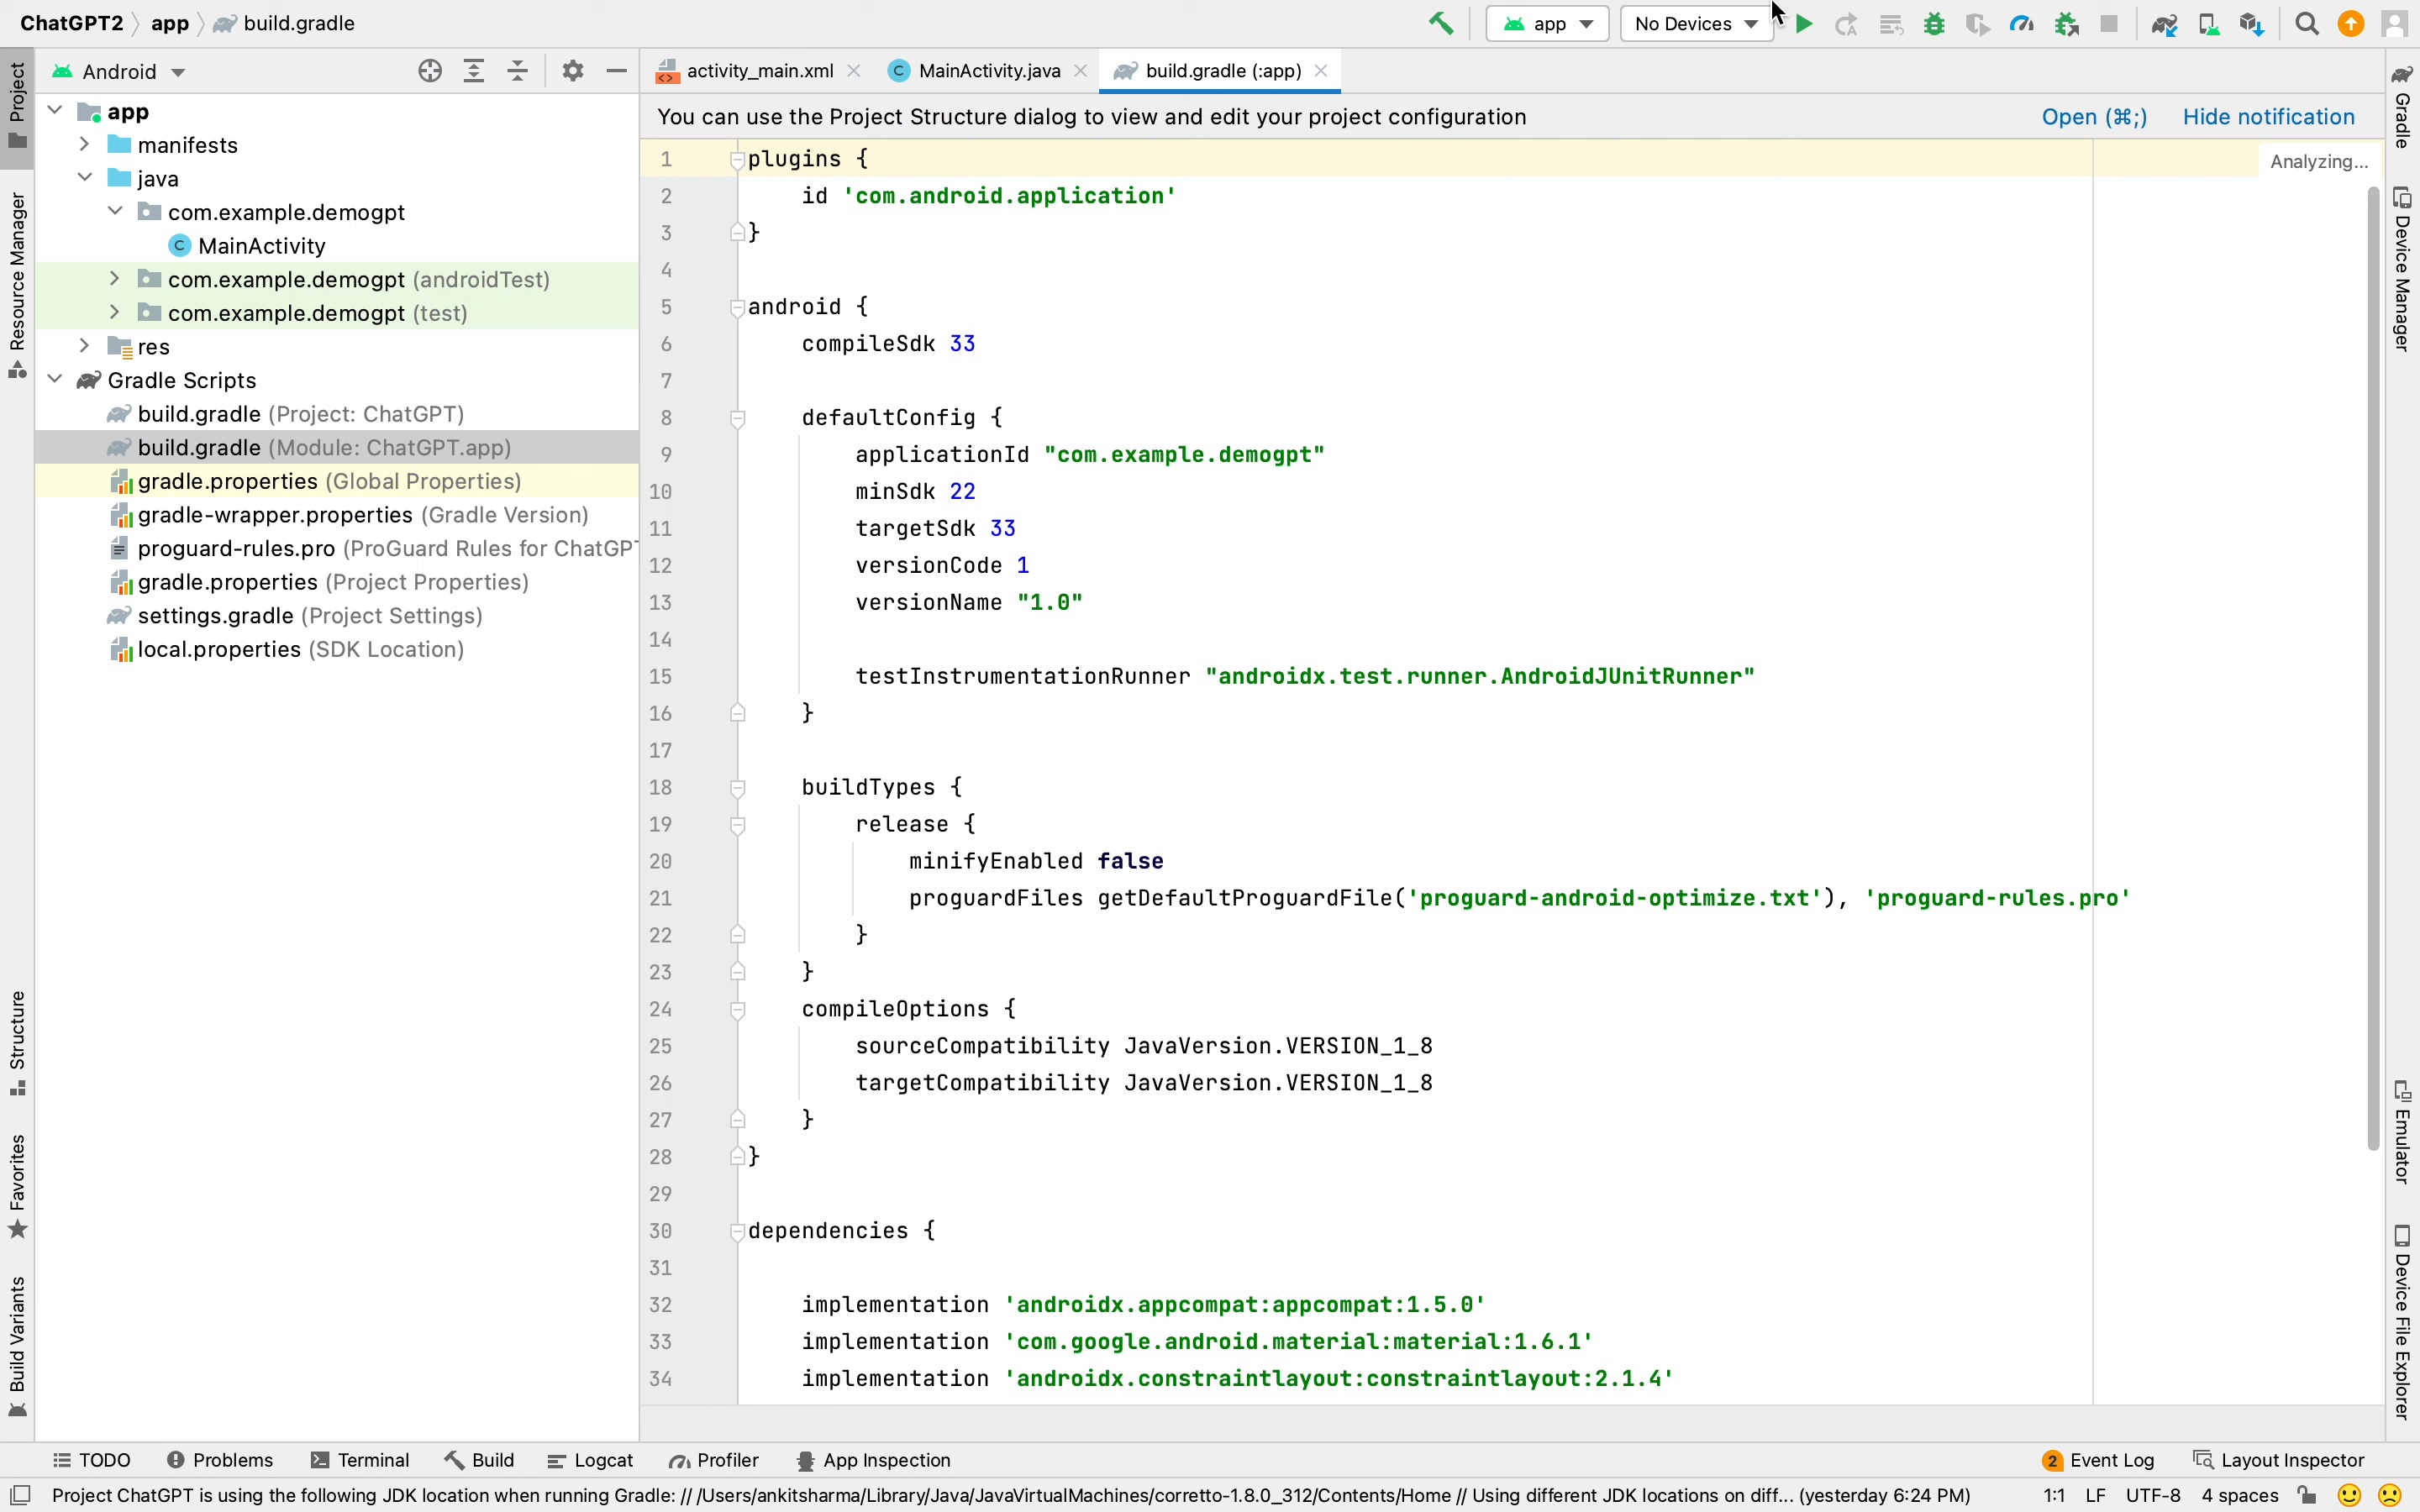 ChatGPT2 app build.gradle
app No Devices
Project
Resource Manager
Structure
Favorites
Build Variants
Android
app
manifests
java
com.example.demogpt
MainActivity
com.example.demogpt (androidTest)
com.example.demogpt (test)
res
Gradle Scripts
build.gradle (Project: ChatGPT)
build.gradle (Module: ChatGPT.app)
gradle.properties (Global Properties)
gradle-wrapper.properties (Gradle Version)
proguard-rules.pro (ProGuard Rules for ChatGP
gradle.properties (Project Properties)
settings.gradle (Project Settings)
local.properties (SDK Location)
activity_main.xml MainActivity.java build.gradle (:app)
You can use the Project Structure dialog to view and edit your project configuration Open (⌘;) Hide notification
Analyzing...
1 plugins {
2 id 'com.android.application'
3 }
4
5 android {
6 compileSdk 33
7
8 defaultConfig {
9 applicationId "com.example.demogpt"
10 minSdk 22
11 targetSdk 33
12 versionCode 1
13 versionName "1.0"
14
15 testInstrumentationRunner "androidx.test.runner.AndroidJUnitRunner"
16 }
17
18 buildTypes {
19 release {
20 minifyEnabled false
21 proguardFiles getDefaultProguardFile('proguard-android-optimize.txt'), 'proguard-rules.pro'
22 }
23 }
24 compileOptions {
25 sourceCompatibility JavaVersion.VERSION_1_8
26 targetCompatibility JavaVersion.VERSION_1_8
27 }
28 }
29
30 dependencies {
31
32 implementation 'androidx.appcompat:appcompat:1.5.0'
33 implementation 'com.google.android.material:material:1.6.1'
34 implementation 'androidx.constraintlayout:constraintlayout:2.1.4'
Gradle
Device Manager
Emulator
Device File Explorer
TODO Problems Terminal Build Logcat Profiler App Inspection 2 Event Log Layout Inspector
Project ChatGPT is using the following JDK location when running Gradle: // /Users/ankitsharma/Library/Java/JavaVirtualMachines/corretto-1.8.0_312/Contents/Home // Using different JDK locations on diff... (yesterday 6:24 PM) 1:1 LF UTF-8 4 spaces